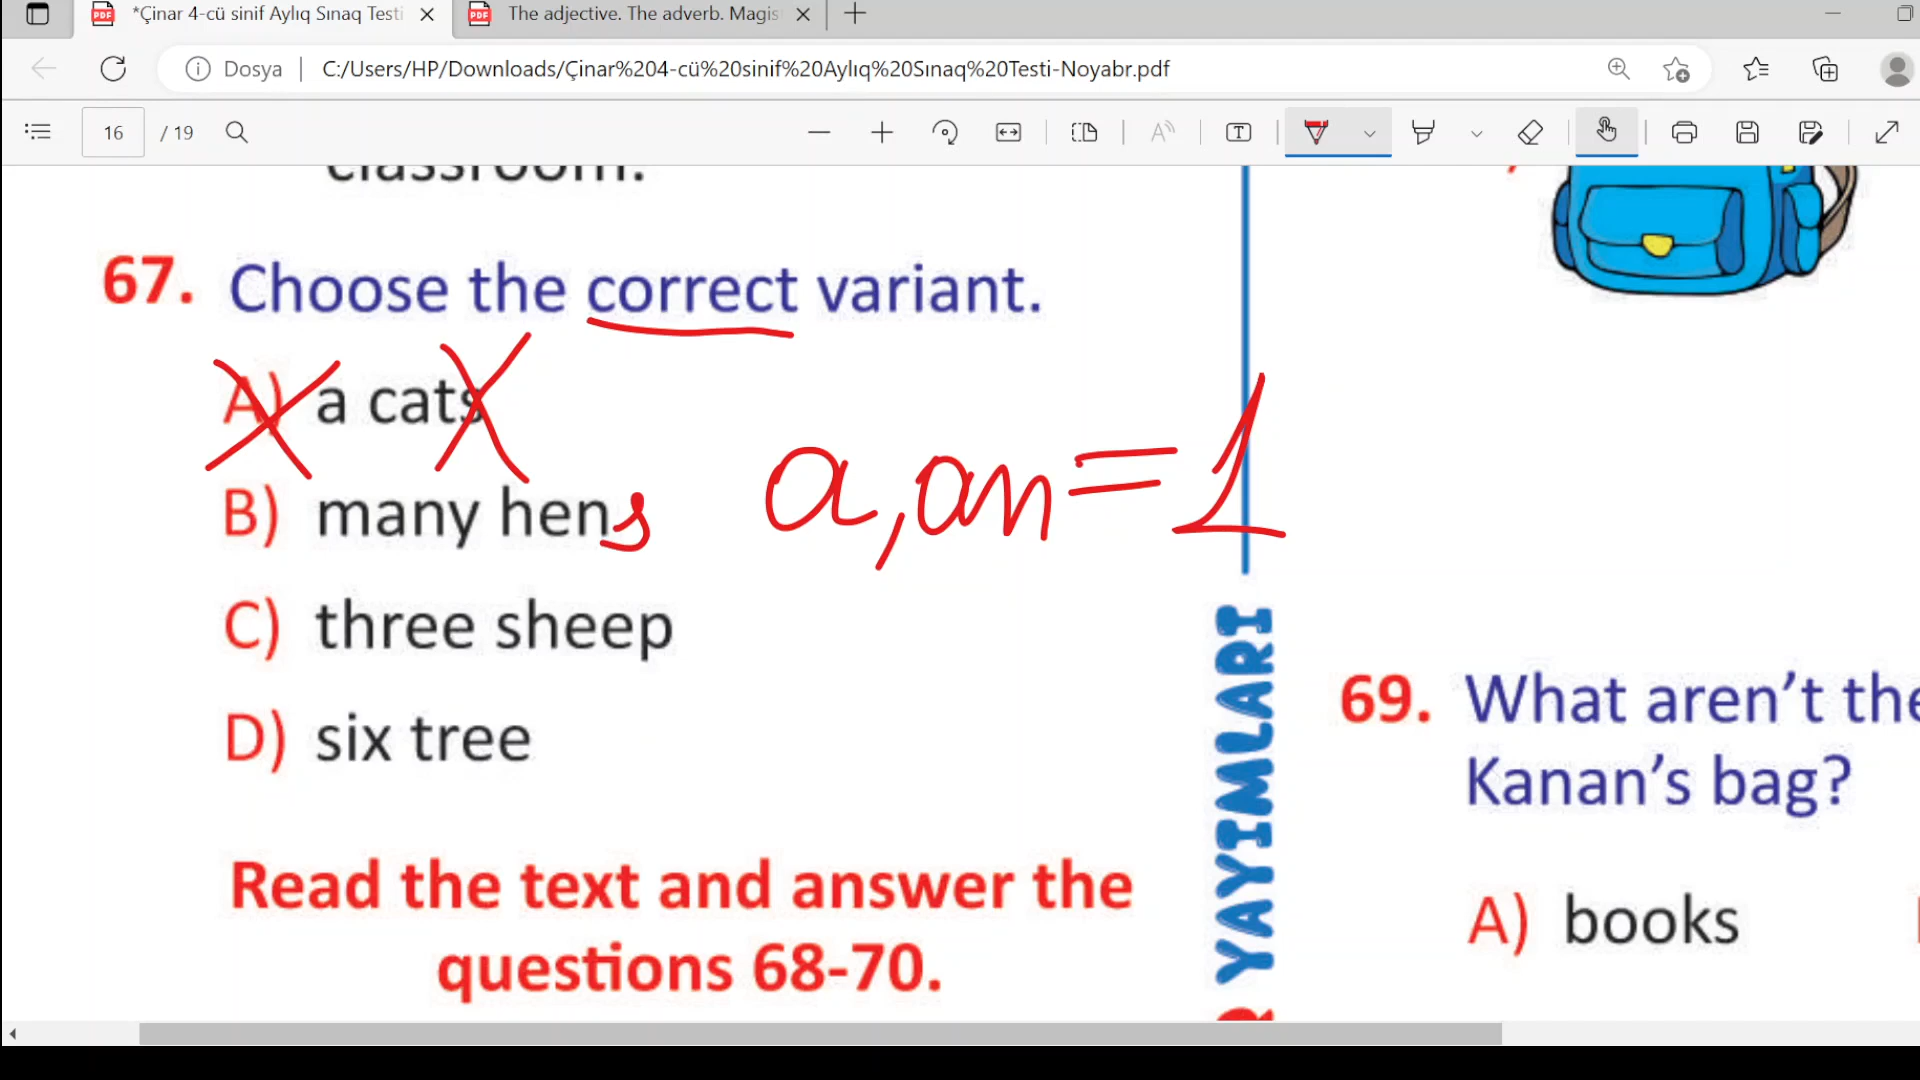 *Çinar 4-cü sinif Aylıq Sınaq Testi
The adjective. The adverb. Magis
Dosya
C:/Users/HP/Downloads/Çinar%204-cü%20sinif%20Aylıq%20Sınaq%20Testi-Noyabr.pdf
16 / 19
classroom.
67. Choose the correct variant.
A) a cats
B) many hens
a, an = 1
C) three sheep
D) six tree
Read the text and answer the
questions 68-70.
YAYIMLARI
69. What aren't the
Kanan's bag?
A) books